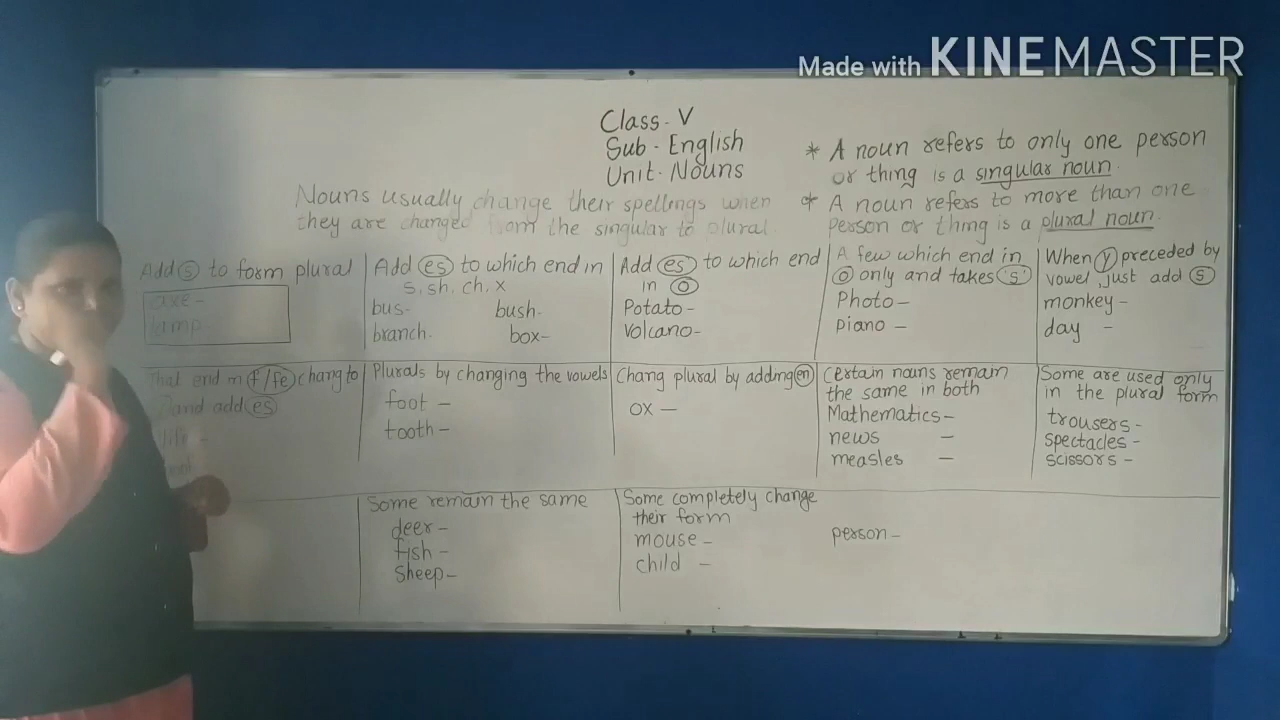 Made with KINEMASTER
Class - V
Sub - English
Unit - Nouns
* A noun refers to only one person
or thing is a singular noun.
* A noun refers to more than one
person or thing is a plural noun.
Nouns usually change their spellings when
they are changed from the singular to plural.
Add s to form plural
axe -
lamp -
Add es to which end in
s, sh, ch, x
bus-
bush-
branch-
box-
Add es to which end
in o
Potato-
Volcano-
A few which end in
o only and takes 's'
Photo-
Piano -
When y preceded by
vowel, just add s
monkey-
day -
That end in f/fe chang to
and add es
life -
Plurals by changing the vowels
foot -
tooth -
Chang plural by adding en
ox -
Certain nouns remain
the same in both
Mathematics-
news -
measles -
Some are used only
in the plural form
trousers-
spectacles-
scissors-
Some remain the same
deer-
fish-
Sheep-
Some completely change
their form
mouse -
child -
person-